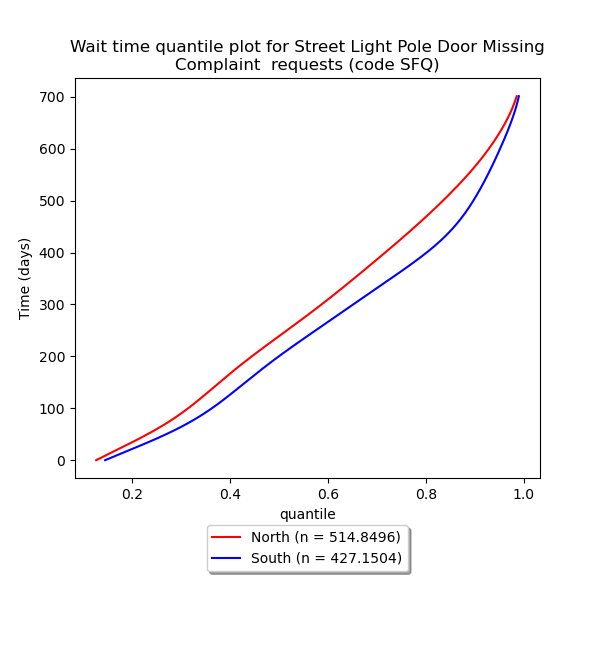 Wait time quantile plot for Street Light Pole Door Missing
Complaint  requests (code SFQ)
700
600
500
400
300
200
100
0
Time (days)
0.2 0.4 0.6 0.8 1.0
quantile
North (n = 514.8496)
South (n = 427.1504)